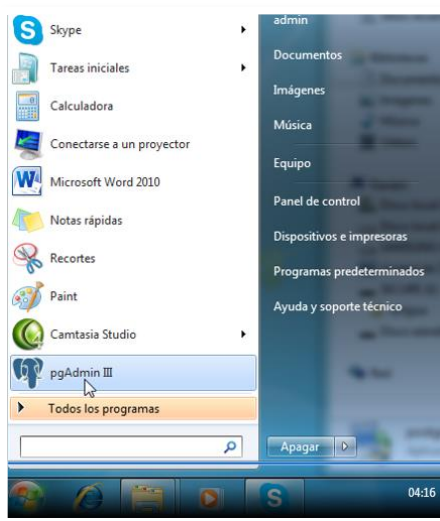 Skype
Tareas iniciales
Calculadora
Conectarse a un proyector
Microsoft Word 2010
Notas rápidas
Recortes
Paint
Camtasia Studio
pgAdmin III
Todos los programas
admin
Documentos
Imágenes
Música
Equipo
Panel de control
Dispositivos e impresoras
Programas predeterminados
Ayuda y soporte técnico
Apagar
04:16